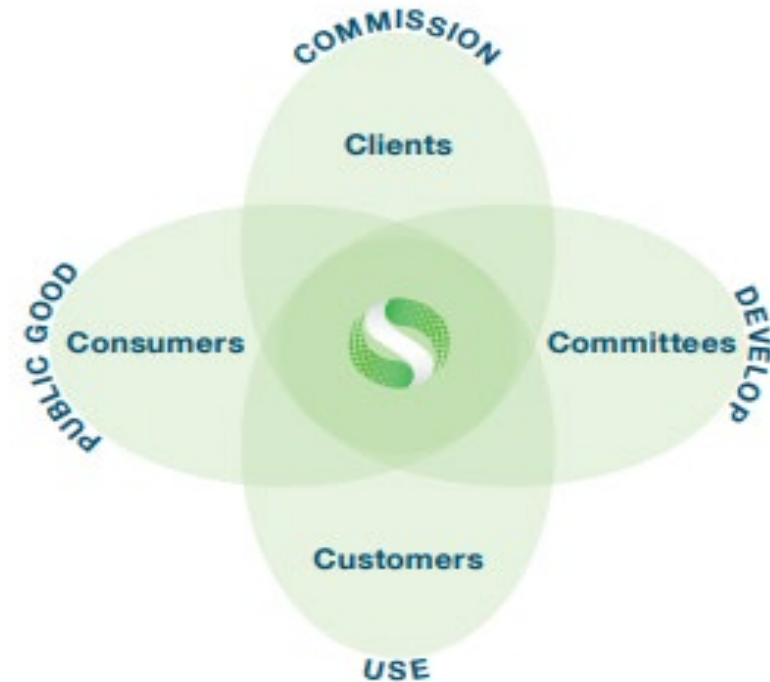 COMMISSION
Clients
PUBLIC GOOD
Consumers
Committees
DEVELOP
Customers
USE